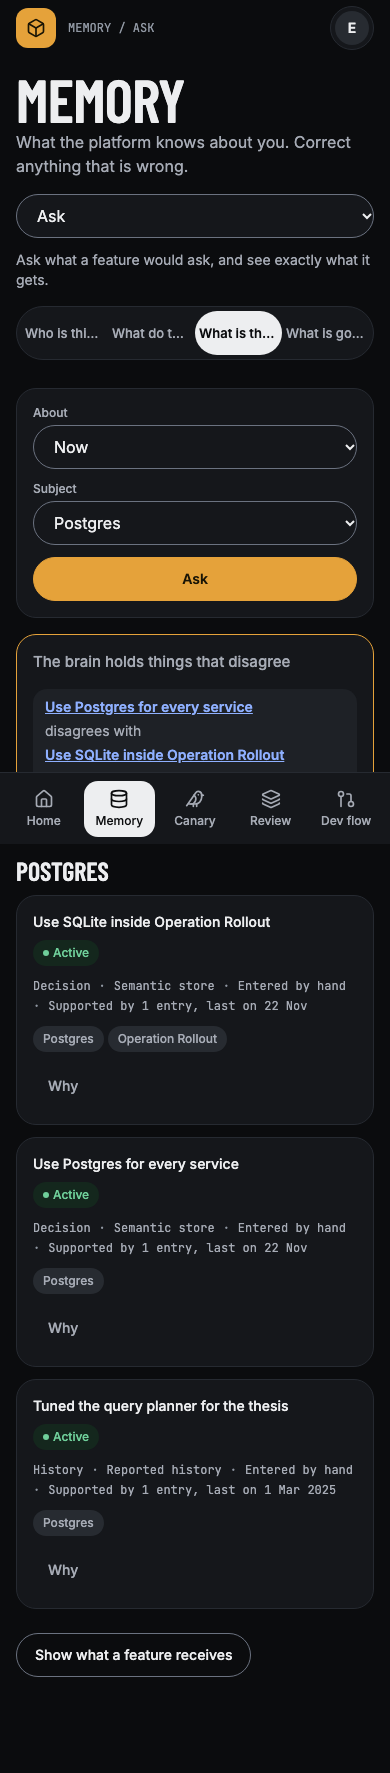 MEMORY / ASK
E
MEMORY
What the platform knows about you. Correct
anything that is wrong.
Ask
Ask what a feature would ask, and see exactly what it
gets.
Who is thi...
What do t...
What is th...
What is go...
About
Now
Subject
Postgres
Ask
The brain holds things that disagree
Use Postgres for every service
disagrees with
Use SQLite inside Operation Rollout
Home
Memory
Canary
Review
Dev flow
POSTGRES
Use SQLite inside Operation Rollout
Active
Decision · Semantic store · Entered by hand
· Supported by 1 entry, last on 22 Nov
Postgres
Operation Rollout
Why
Use Postgres for every service
Active
Decision · Semantic store · Entered by hand
· Supported by 1 entry, last on 22 Nov
Postgres
Why
Tuned the query planner for the thesis
Active
History · Reported history · Entered by hand
· Supported by 1 entry, last on 1 Mar 2025
Postgres
Why
Show what a feature receives